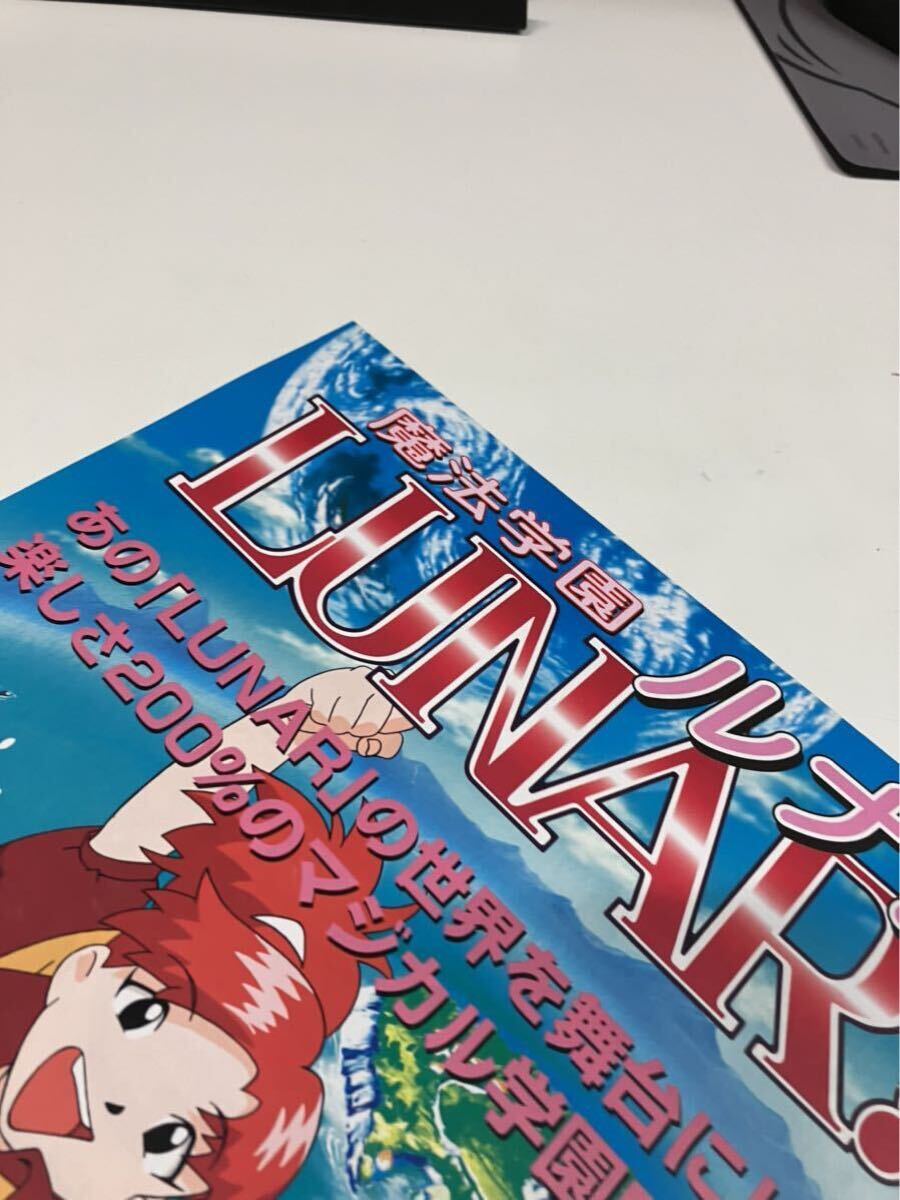 魔法学園
LUNAR!
ルナ
あの「LUNAR」の世界を舞台に
楽しさ200%のマジカル学園